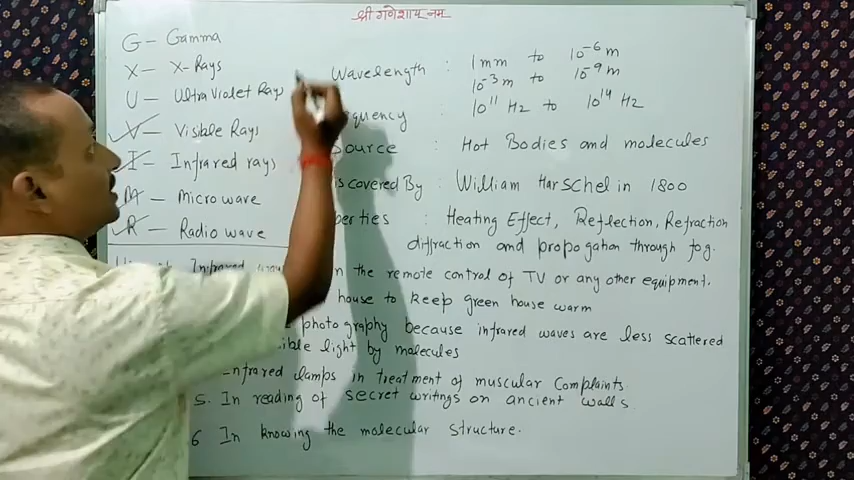 श्री गणेशाय नम
G - Gamma
X - X-Rays
U - Ultra Violet Rays
V - Visible Rays
I - Infrared rays
M - Microwave
R - Radio wave
Wavelength : 1mm to 10⁻⁶ m
10⁻³ m to 10⁻⁹ m
quency : 10¹¹ Hz to 10¹⁴ Hz
Source : Hot Bodies and molecules
iscovered By : William Harschel in 1800
perties : Heating Effect, Reflection, Refraction
diffraction and propogation through fog.
the remote control of TV or any other equipment.
house to keep green house warm
photography because infrared waves are less scattered
light by molecules
nfrared lamps in treatment of muscular complaints
5. In reading of secret writings on ancient walls.
6 In knowing the molecular structure.